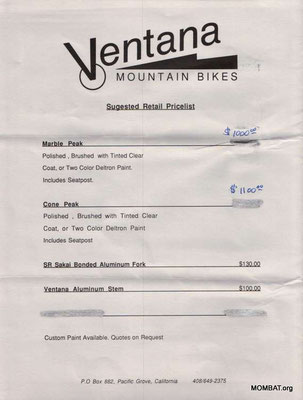 Ventana
MOUNTAIN BIKES
Sugested Retail Pricelist
$1000.00
Marble Peak
Polished , Brushed with Tinted Clear
Coat, or Two Color Deltron Paint.
Includes Seatpost.
$1100.00
Cone Peak
Polished , Brushed with Tinted Clear
Coat, or Two Color Deltron Paint
Includes Seatpost
SR Sakai Bonded Aluminum Fork $130.00
Ventana Aluminum Stem $100.00
Custom Paint Available, Quotes on Request
P.O Box 882, Pacific Grove, California 408/649-2375
MOMBAT.org